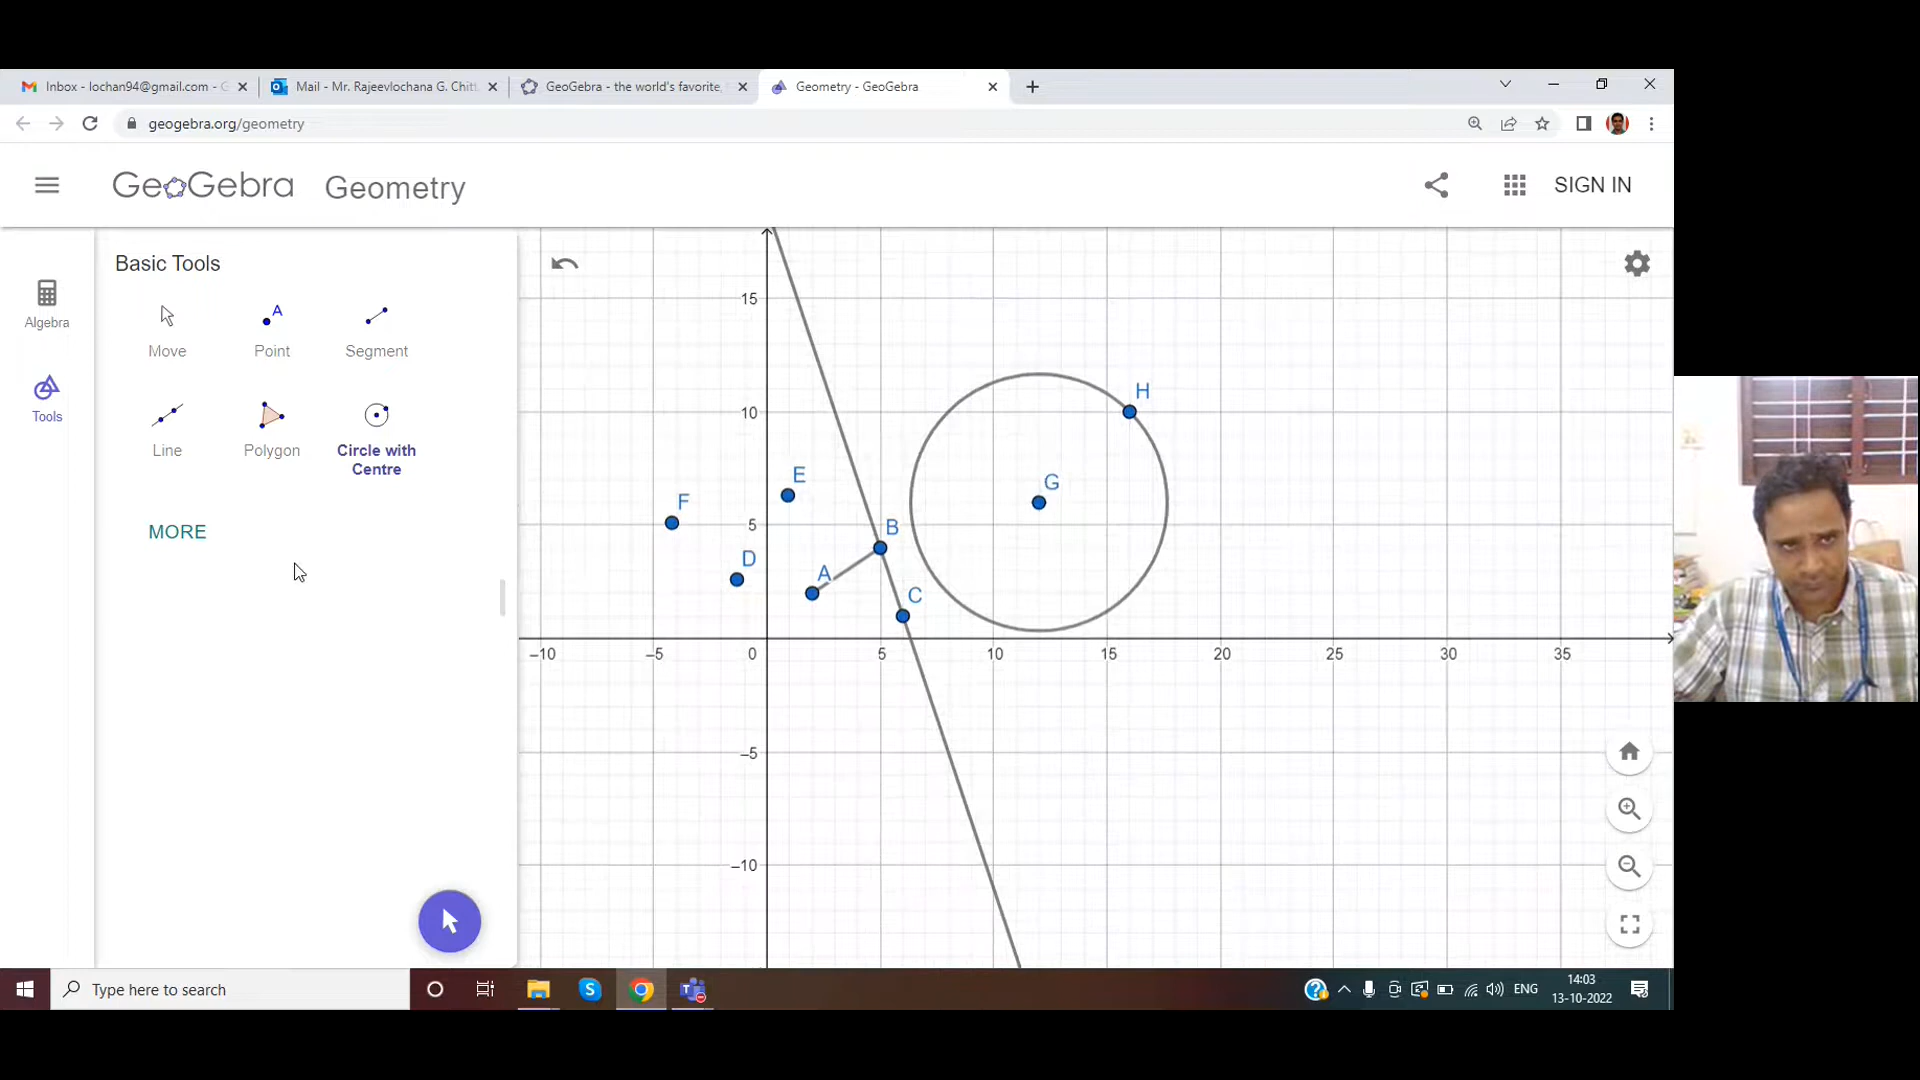 Inbox - lochan94@gmail.com - G
Mail - Mr. Rajeevlochana G. Chitt
GeoGebra - the world's favorite,
Geometry - GeoGebra
geogebra.org/geometry
GeoGebra
Geometry
SIGN IN
Algebra
Tools
Basic Tools
Move
Point
A
Segment
Line
Polygon
Circle with
Centre
MORE
15
10
5
0
–5
–10
–10
–5
5
10
15
20
25
30
35
H
G
E
F
B
D
A
C
Type here to search
ENG
14:03
13-10-2022